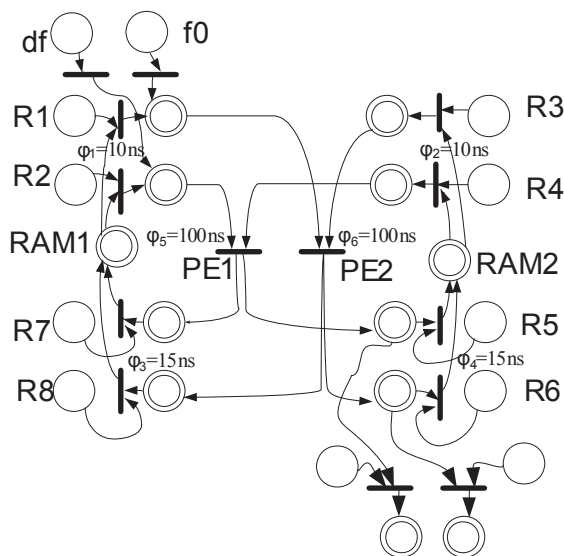 df
f0
R1
R3
φ1=10ns
φ2=10ns
R2
R4
RAM1
φ5=100ns
φ6=100ns
RAM2
PE1
PE2
R7
R5
φ3=15ns
φ4=15ns
R8
R6